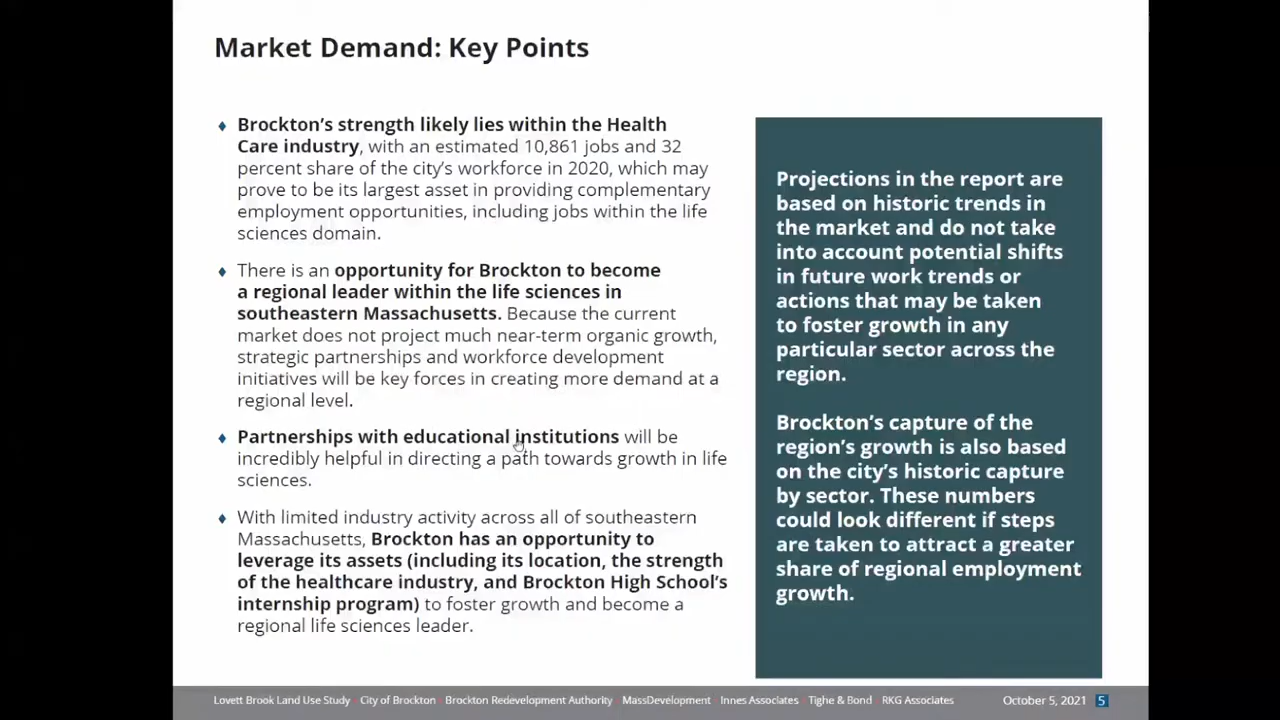 Market Demand: Key Points
Brockton's strength likely lies within the Health
Care industry, with an estimated 10,861 jobs and 32
percent share of the city's workforce in 2020, which may
prove to be its largest asset in providing complementary
employment opportunities, including jobs within the life
sciences domain.
There is an opportunity for Brockton to become
a regional leader within the life sciences in
southeastern Massachusetts. Because the current
market does not project much near-term organic growth,
strategic partnerships and workforce development
initiatives will be key forces in creating more demand at a
regional level.
Partnerships with educational institutions will be
incredibly helpful in directing a path towards growth in life
sciences.
With limited industry activity across all of southeastern
Massachusetts, Brockton has an opportunity to
leverage its assets (including its location, the strength
of the healthcare industry, and Brockton High School's
internship program) to foster growth and become a
regional life sciences leader.
Projections in the report are
based on historic trends in
the market and do not take
into account potential shifts
in future work trends or
actions that may be taken
to foster growth in any
particular sector across the
region.
Brockton's capture of the
region's growth is also based
on the city's historic capture
by sector. These numbers
could look different if steps
are taken to attract a greater
share of regional employment
growth.
Lovett Brook Land Use Study City of Brockton Brockton Redevelopment Authority MassDevelopment Innes Associates Tighe & Bond RKG Associates October 5, 2021 5